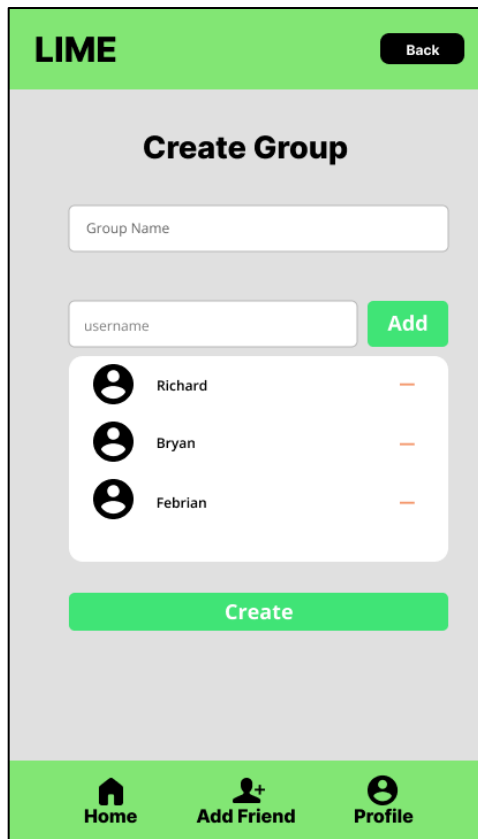 LIME
Back
Create Group
Group Name
username
Add
Richard
Bryan
Febrian
Create
Home
Add Friend
Profile